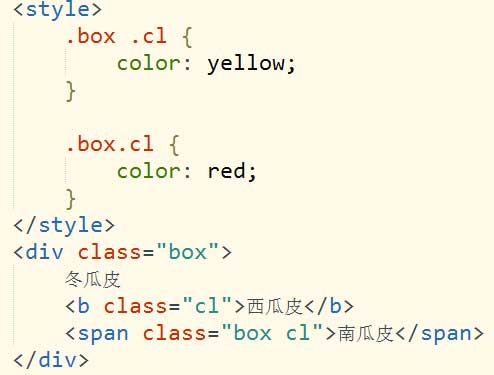 <style>
    .box .cl {
        color: yellow;
    }

    .box.cl {
        color: red;
    }
</style>
<div class="box">
    冬瓜皮
    <b class="cl">西瓜皮</b>
    <span class="box cl">南瓜皮</span>
</div>